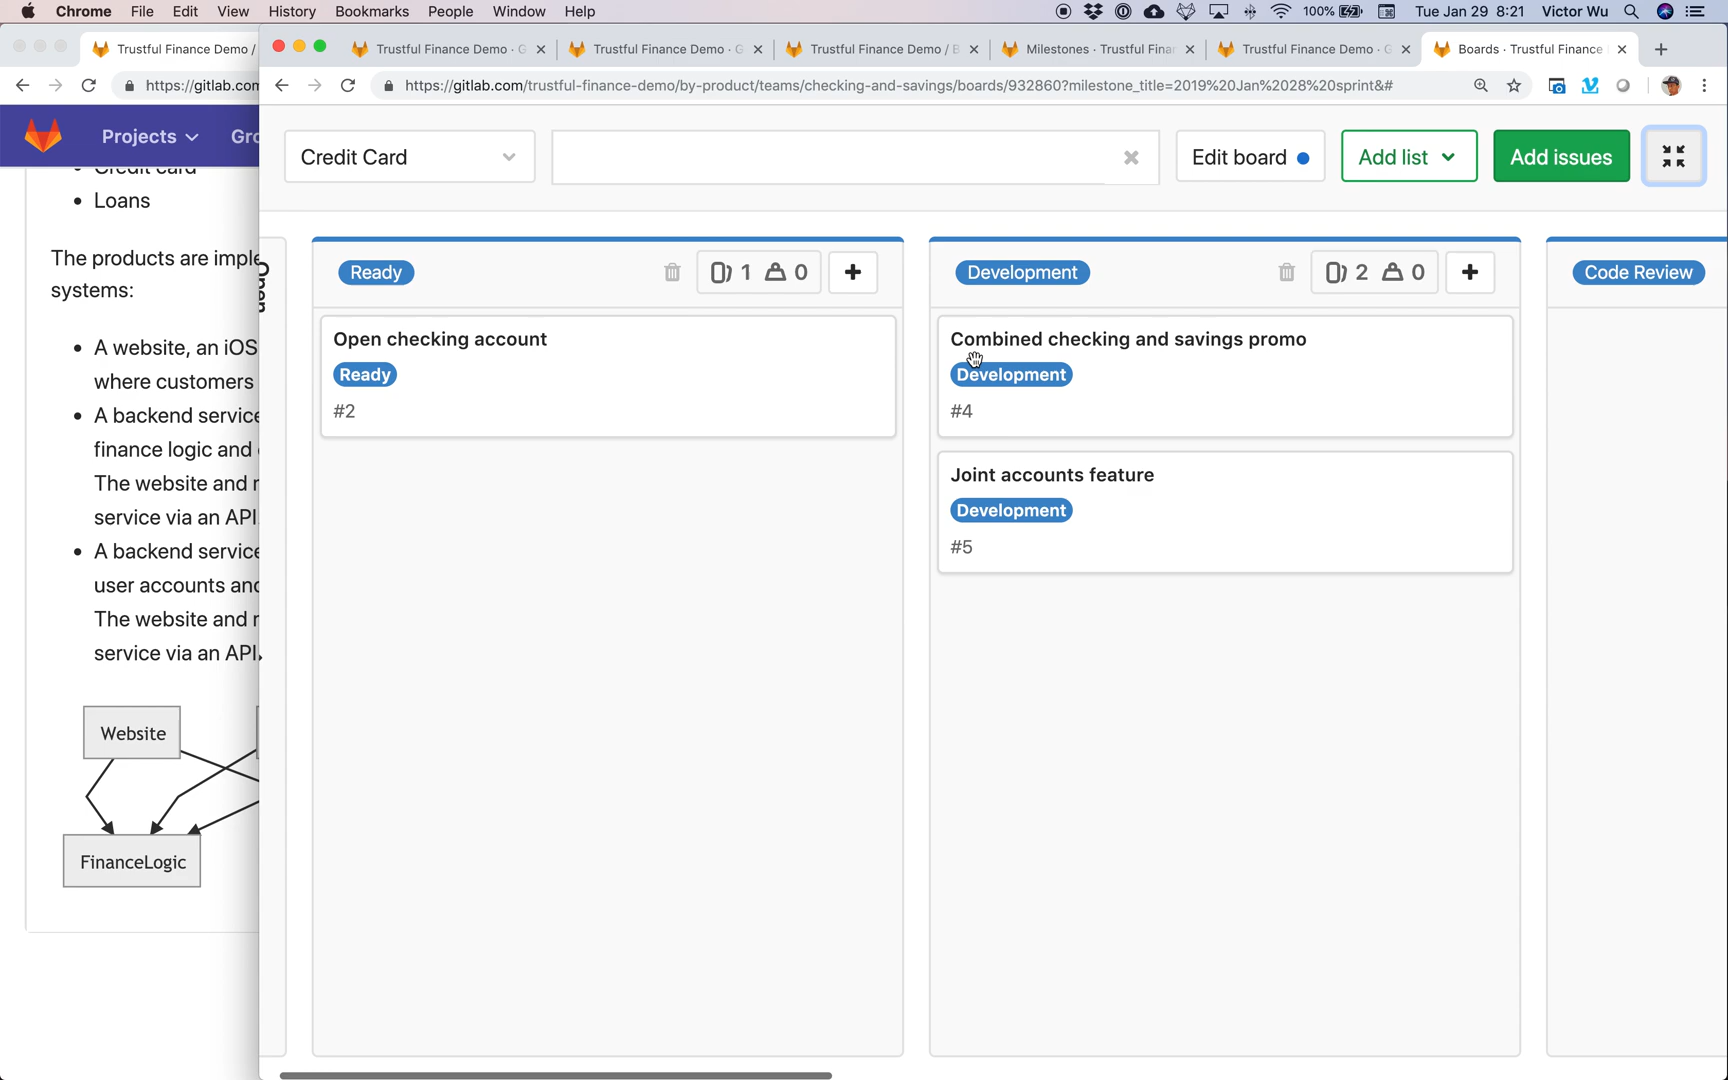 Chrome File Edit View History Bookmarks People Window Help 100% Tue Jan 29 8:21 Victor Wu
Trustful Finance Demo /
Trustful Finance Demo · G
Trustful Finance Demo · G
Trustful Finance Demo / B
Milestones · Trustful Finan
Trustful Finance Demo · G
Boards · Trustful Finance
https://gitlab.com
https://gitlab.com/trustful-finance-demo/by-product/teams/checking-and-savings/boards/932860?milestone_title=2019%20Jan%2028%20sprint&#
Projects
Credit card
Loans
The products are imple
systems:
A website, an iOS
where customers
A backend service
finance logic and
The website and
service via an API
A backend service
user accounts and
The website and
service via an API.
Website
FinanceLogic
Credit Card
Edit board
Add list
Add issues
Open
Ready 1 0
Open checking account
Ready
#2
Development 2 0
Combined checking and savings promo
Development
#4
Joint accounts feature
Development
#5
Code Review